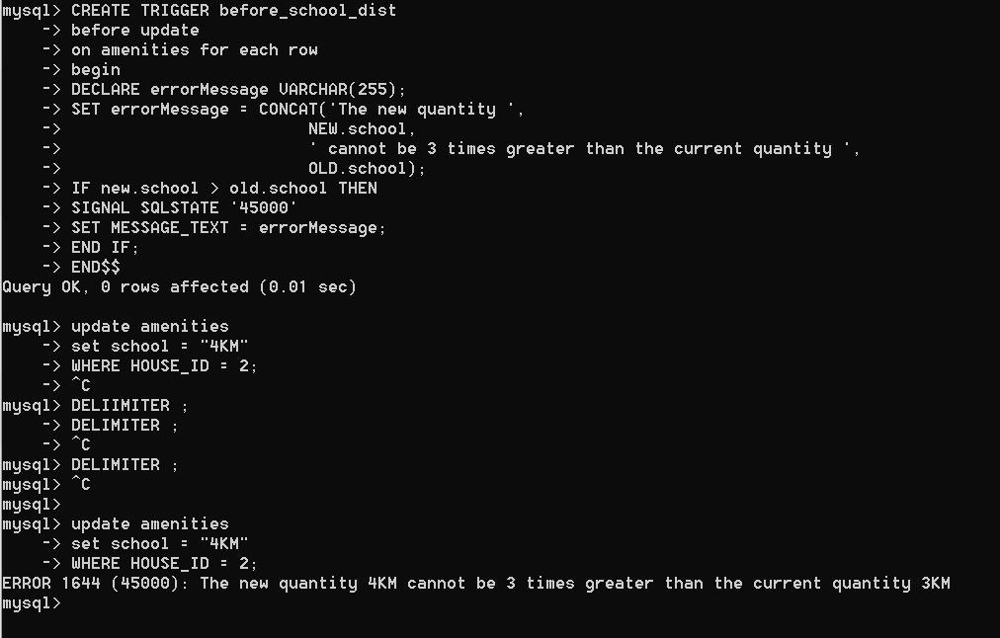 mysql> CREATE TRIGGER before_school_dist
    -> before update
    -> on amenities for each row
    -> begin
    -> DECLARE errorMessage VARCHAR(255);
    -> SET errorMessage = CONCAT('The new quantity ',
    ->                         NEW.school,
    ->                         ' cannot be 3 times greater than the current quantity ',
    ->                         OLD.school);
    -> IF new.school > old.school THEN
    -> SIGNAL SQLSTATE '45000'
    -> SET MESSAGE_TEXT = errorMessage;
    -> END IF;
    -> END$$
Query OK, 0 rows affected (0.01 sec)

mysql> update amenities
    -> set school = "4KM"
    -> WHERE HOUSE_ID = 2;
    -> ^C
mysql> DELIIMITER ;
    -> DELIMITER ;
    -> ^C
mysql> DELIMITER ;
mysql> ^C
mysql>
mysql> update amenities
    -> set school = "4KM"
    -> WHERE HOUSE_ID = 2;
ERROR 1644 (45000): The new quantity 4KM cannot be 3 times greater than the current quantity 3KM
mysql>